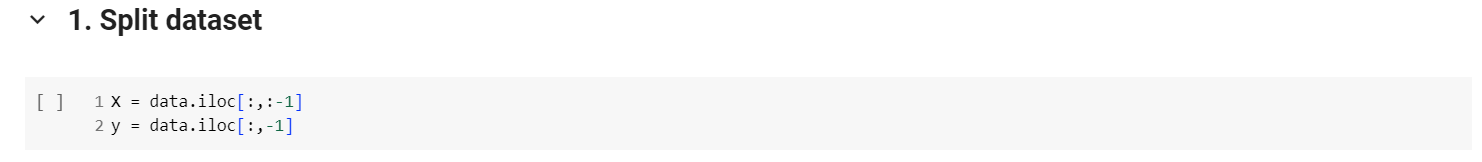 1. Split dataset
[ ] 1 X = data.iloc[:,:-1]
2 y = data.iloc[:,-1]